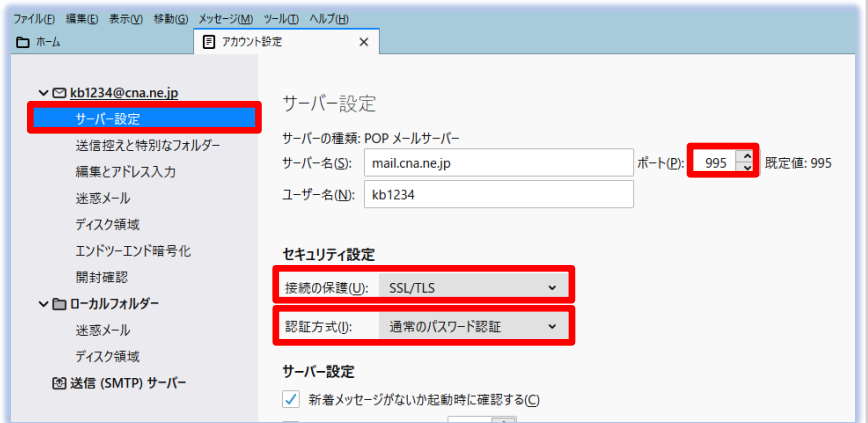 ファイル(F) 編集(E) 表示(V) 移動(G) メッセージ(M) ツール(T) ヘルプ(H)
ホーム
アカウント設定
kb1234@cna.ne.jp
サーバー設定
送信控えと特別なフォルダー
編集とアドレス入力
迷惑メール
ディスク領域
エンドツーエンド暗号化
開封確認
ローカルフォルダー
迷惑メール
ディスク領域
送信 (SMTP) サーバー
サーバー設定
サーバーの種類: POP メールサーバー
サーバー名(S): mail.cna.ne.jp ポート(P): 995 既定値: 995
ユーザー名(N): kb1234
セキュリティ設定
接続の保護(U): SSL/TLS
認証方式(I): 通常のパスワード認証
サーバー設定
新着メッセージがないか起動時に確認する(C)